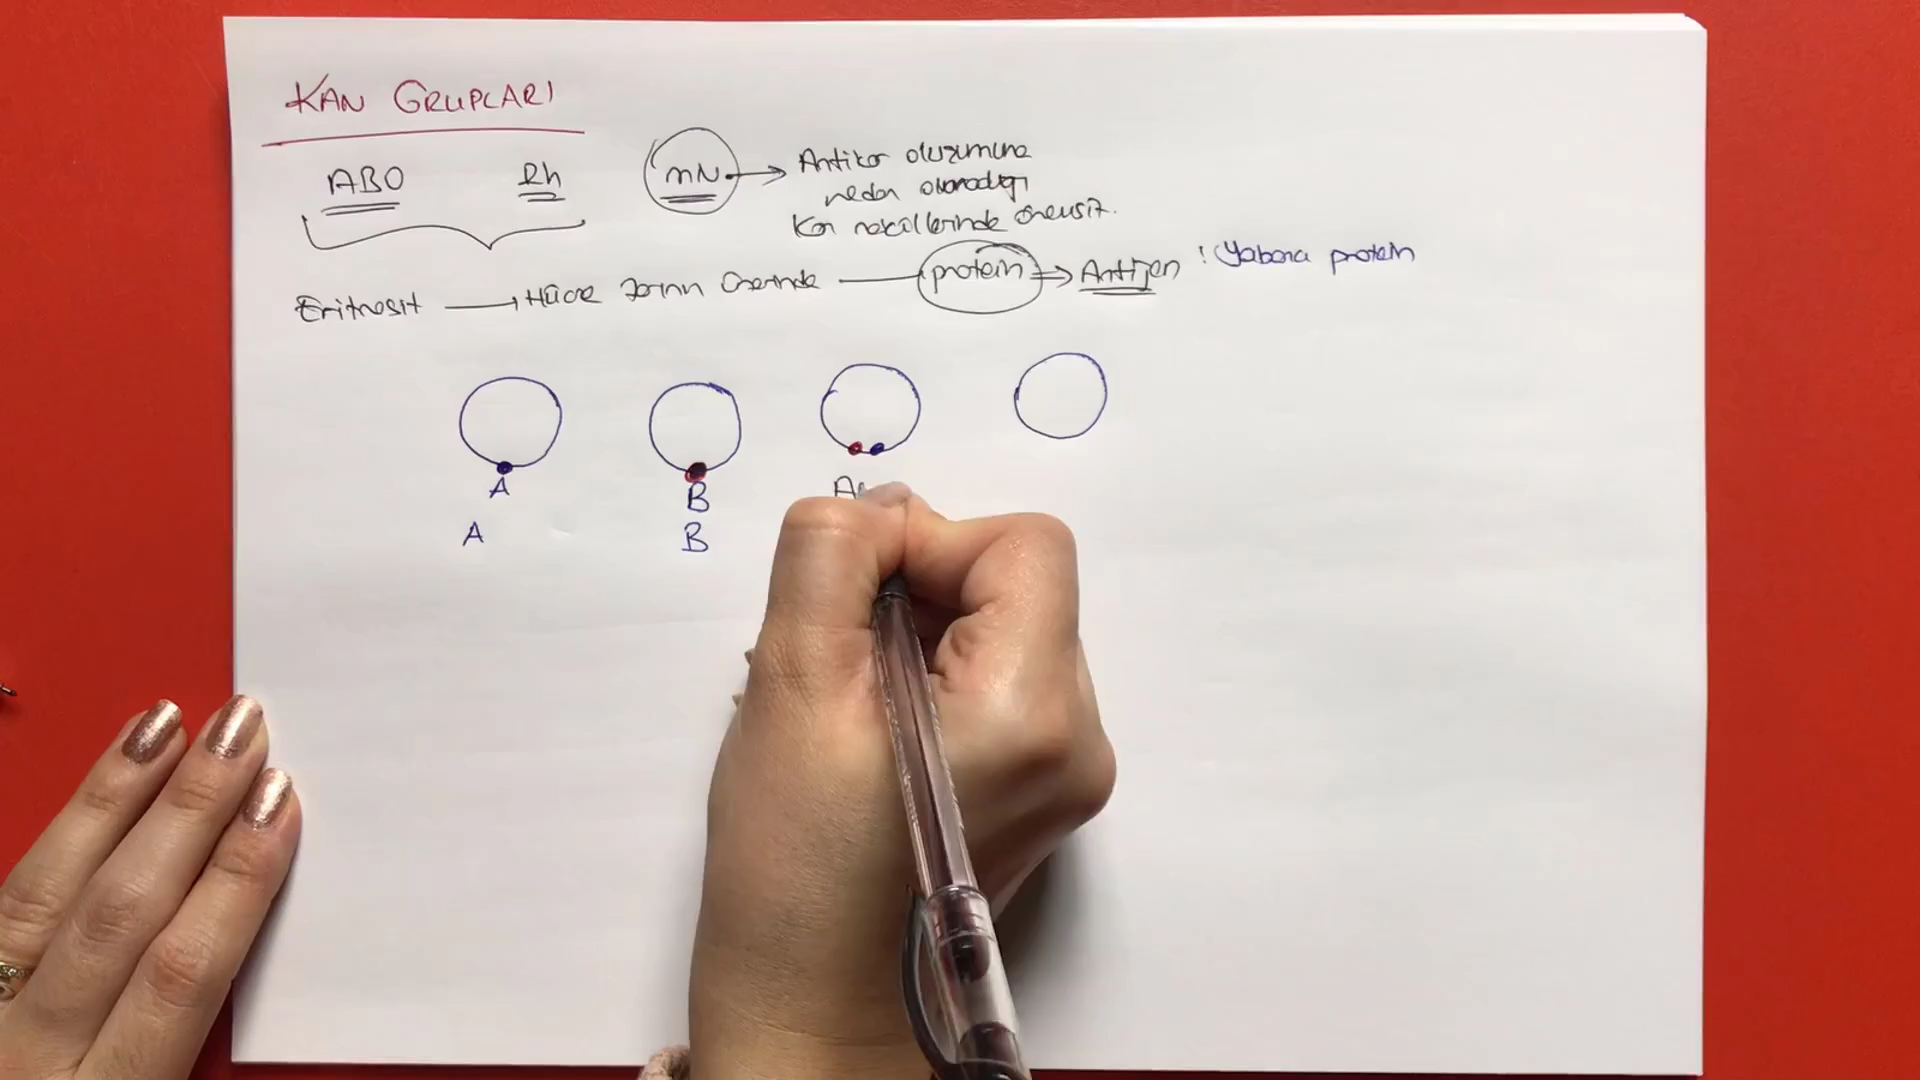 KAN GRUPLARI
ABO Rh MN → Antikor oluşumuna
neden olmadığı
Kan nakillerinde önemsiz.
Eritrosit → Hücre zarının üzerinde — protein ⇒ Antijen : Yabancı protein
A B
A B